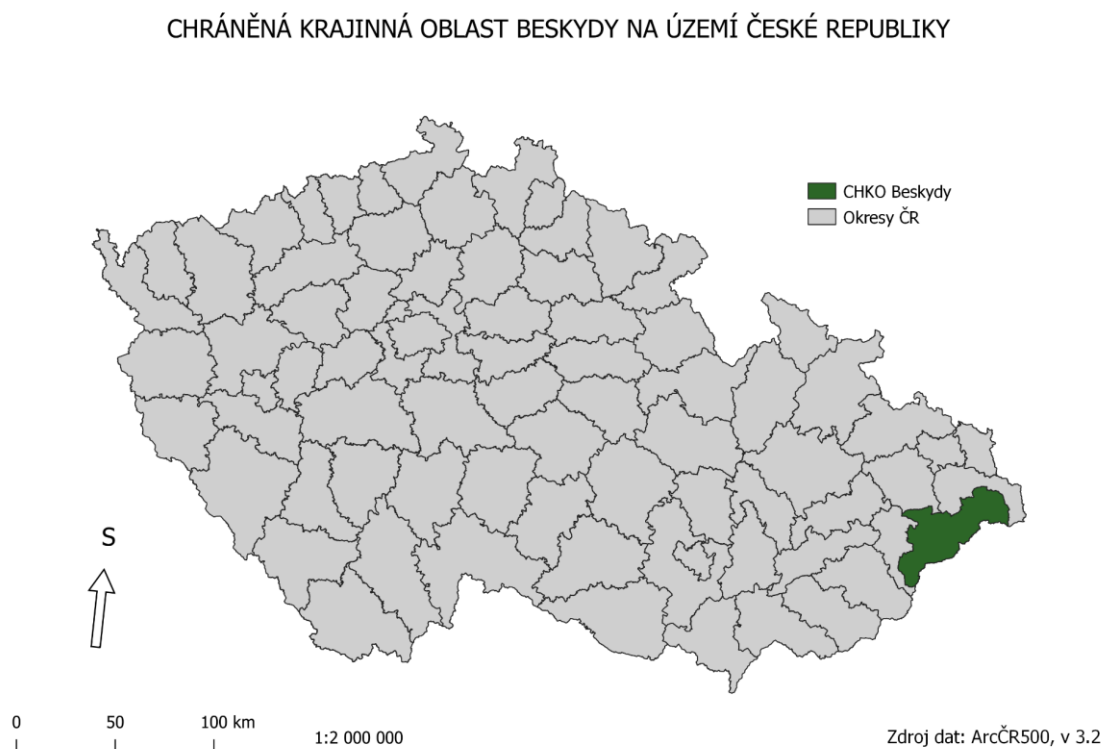 CHRÁNĚNÁ KRAJINNÁ OBLAST BESKYDY NA ÚZEMÍ ČESKÉ REPUBLIKY
CHKO Beskydy
Okresy ČR
S
0 50 100 km
1:2 000 000
Zdroj dat: ArcČR500, v 3.2